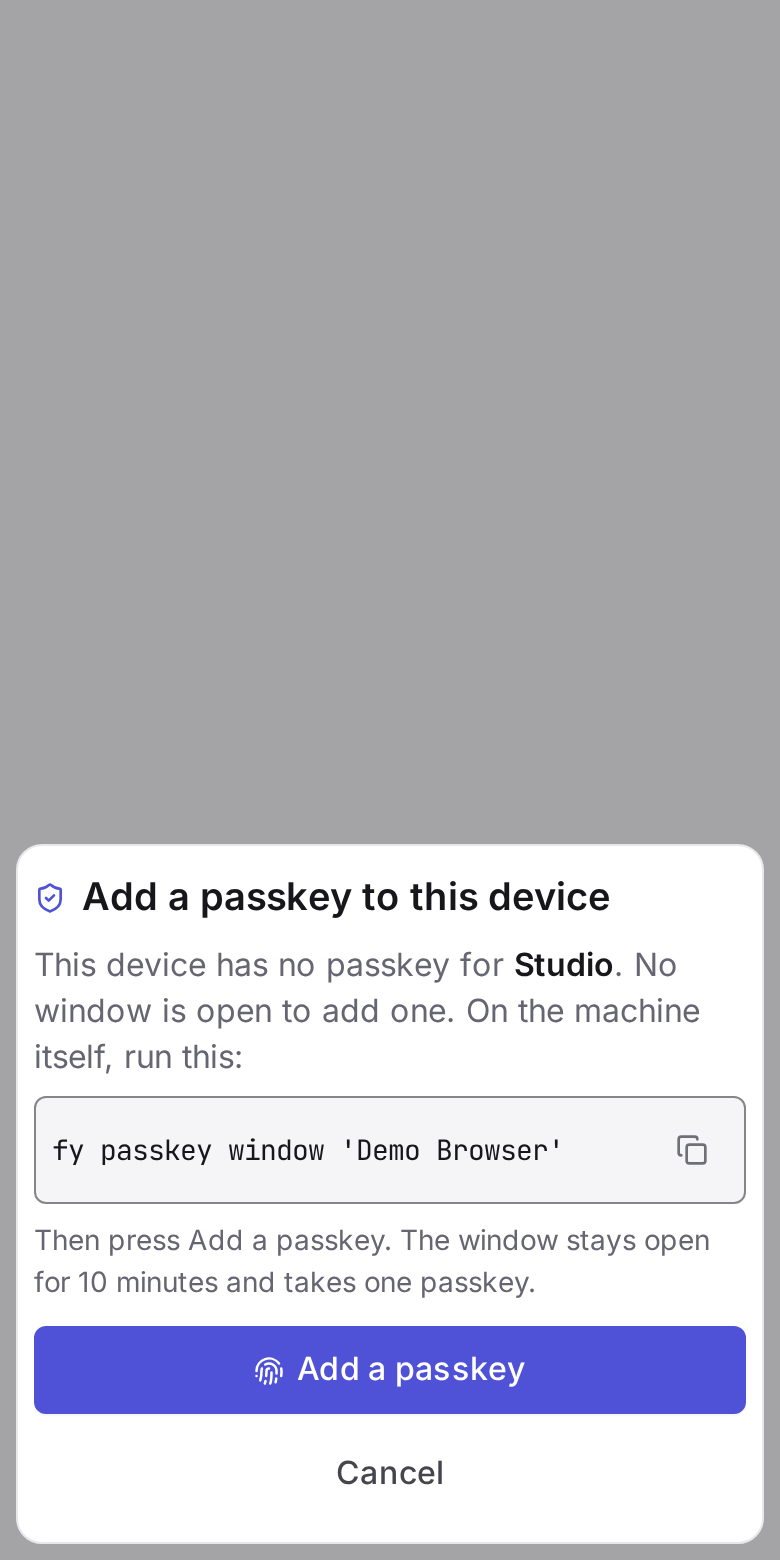 Add a passkey to this device
This device has no passkey for Studio. No
window is open to add one. On the machine
itself, run this:
fy passkey window 'Demo Browser'
Then press Add a passkey. The window stays open
for 10 minutes and takes one passkey.
Add a passkey
Cancel